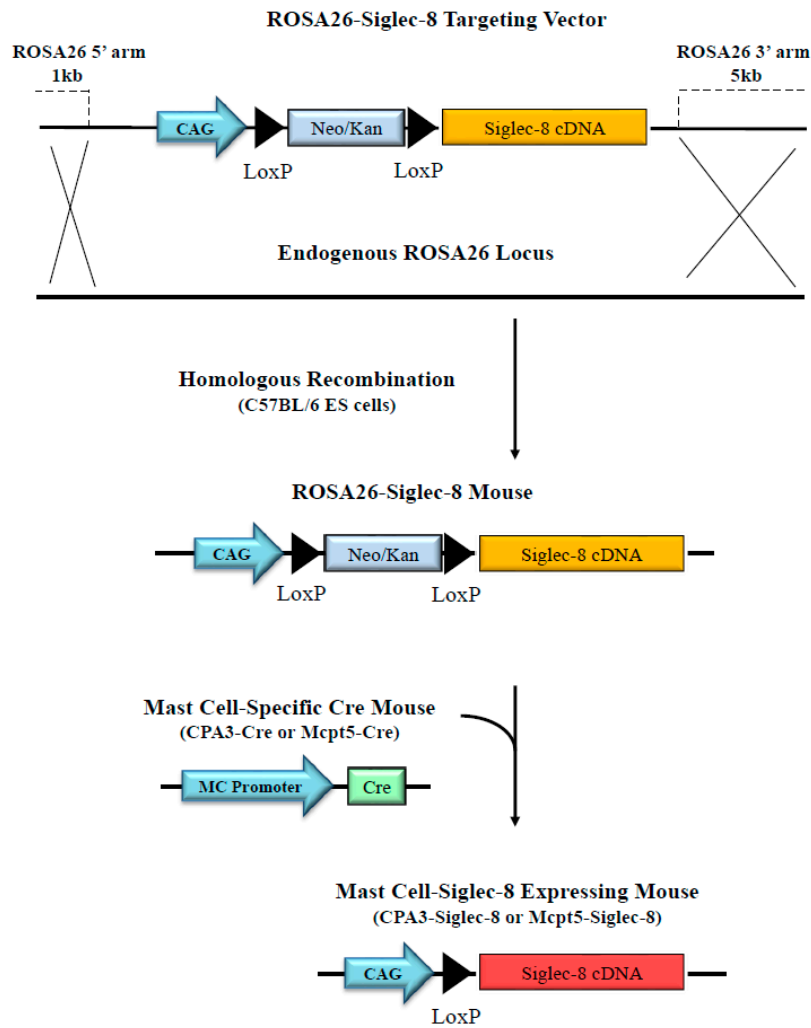 ROSA26-Siglec-8 Targeting Vector
ROSA26 5’ arm
1kb
ROSA26 3’ arm
5kb
CAG
Neo/Kan
Siglec-8 cDNA
LoxP
LoxP
Endogenous ROSA26 Locus
Homologous Recombination
(C57BL/6 ES cells)
ROSA26-Siglec-8 Mouse
CAG
Neo/Kan
Siglec-8 cDNA
LoxP
LoxP
Mast Cell-Specific Cre Mouse
(CPA3-Cre or Mcpt5-Cre)
MC Promoter
Cre
Mast Cell-Siglec-8 Expressing Mouse
(CPA3-Siglec-8 or Mcpt5-Siglec-8)
CAG
Siglec-8 cDNA
LoxP